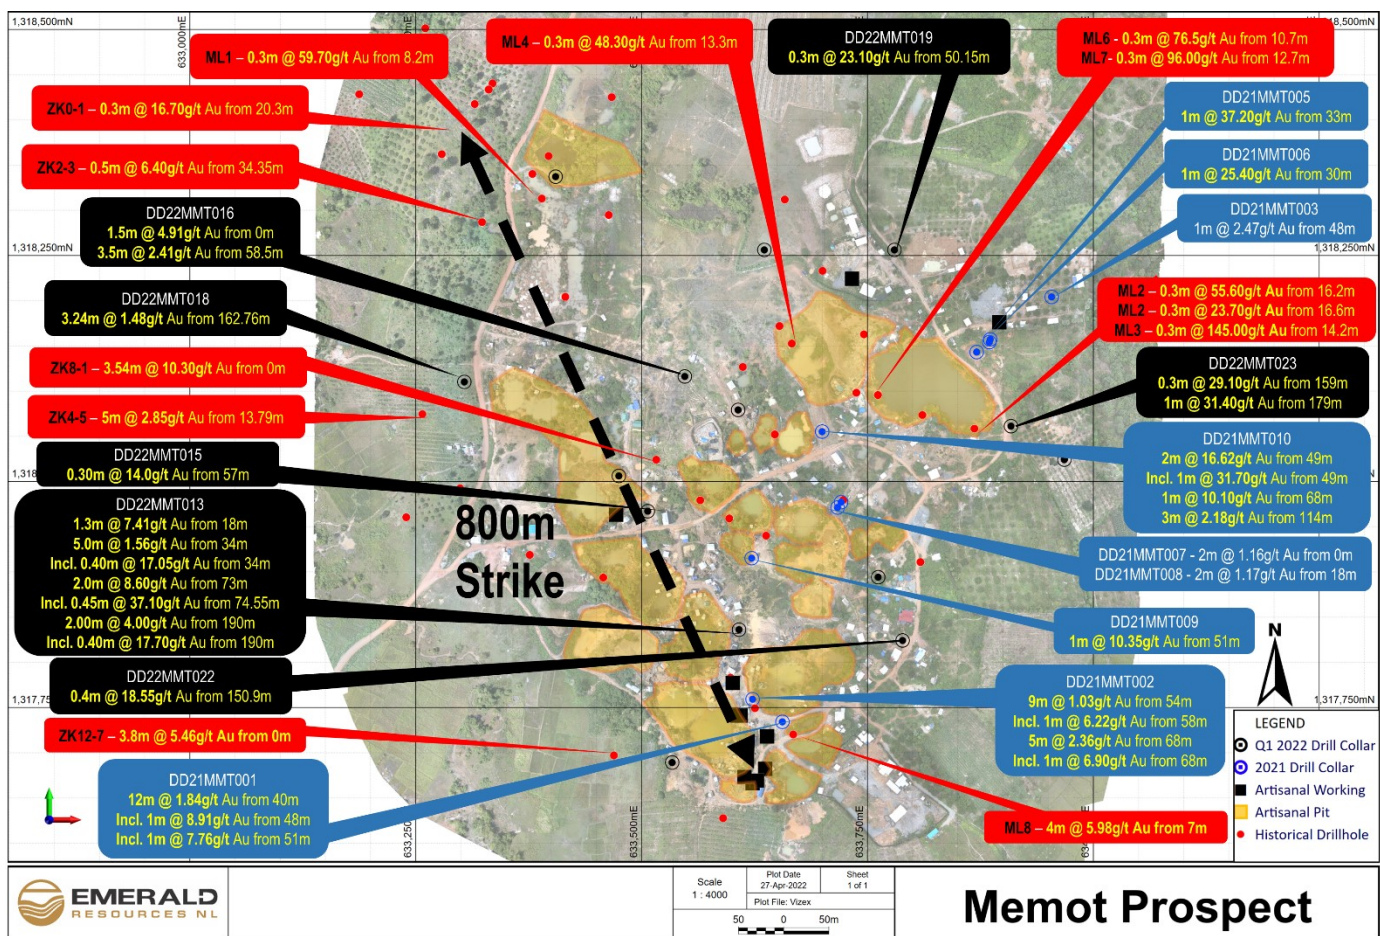 1,318,500mN
633,000mE
mE
mE
18,500mN
ML1 – 0.3m @ 59.70g/t Au from 8.2m
ML4 – 0.3m @ 48.30g/t Au from 13.3m
DD22MMT019
0.3m @ 23.10g/t Au from 50.15m
ML6 - 0.3m @ 76.5g/t Au from 10.7m
ML7- 0.3m @ 96.00g/t Au from 12.7m
ZK0-1 – 0.3m @ 16.70g/t Au from 20.3m
DD21MMT005
1m @ 37.20g/t Au from 33m
ZK2-3 – 0.5m @ 6.40g/t Au from 34.35m
DD21MMT006
1m @ 25.40g/t Au from 30m
DD22MMT016
1.5m @ 4.91g/t Au from 0m
3.5m @ 2.41g/t Au from 58.5m
DD21MMT003
1m @ 2.47g/t Au from 48m
1,318,250mN
1,318,250mN
DD22MMT018
3.24m @ 1.48g/t Au from 162.76m
ML2 – 0.3m @ 55.60g/t Au from 16.2m
ML2 – 0.3m @ 23.70g/t Au from 16.6m
ML3 – 0.3m @ 145.00g/t Au from 14.2m
ZK8-1 – 3.54m @ 10.30g/t Au from 0m
DD22MMT023
0.3m @ 29.10g/t Au from 159m
1m @ 31.40g/t Au from 179m
ZK4-5 – 5m @ 2.85g/t Au from 13.79m
DD22MMT015
0.30m @ 14.0g/t Au from 57m
DD21MMT010
2m @ 16.62g/t Au from 49m
Incl. 1m @ 31.70g/t Au from 49m
1m @ 10.10g/t Au from 68m
3m @ 2.18g/t Au from 114m
1,318
DD22MMT013
1.3m @ 7.41g/t Au from 18m
5.0m @ 1.56g/t Au from 34m
Incl. 0.40m @ 17.05g/t Au from 34m
2.0m @ 8.60g/t Au from 73m
Incl. 0.45m @ 37.10g/t Au from 74.55m
2.00m @ 4.00g/t Au from 190m
Incl. 0.40m @ 17.70g/t Au from 190m
800m
Strike
DD21MMT007 - 2m @ 1.16g/t Au from 0m
DD21MMT008 - 2m @ 1.17g/t Au from 18m
DD21MMT009
1m @ 10.35g/t Au from 51m
N
DD22MMT022
0.4m @ 18.55g/t Au from 150.9m
DD21MMT002
9m @ 1.03g/t Au from 54m
Incl. 1m @ 6.22g/t Au from 58m
5m @ 2.36g/t Au from 68m
Incl. 1m @ 6.90g/t Au from 68m
1,317,750mN
1,317,750mN
ZK12-7 – 3.8m @ 5.46g/t Au from 0m
DD21MMT001
12m @ 1.84g/t Au from 40m
Incl. 1m @ 8.91g/t Au from 48m
Incl. 1m @ 7.76g/t Au from 51m
LEGEND
Q1 2022 Drill Collar
2021 Drill Collar
Artisanal Working
Artisanal Pit
Historical Drillhole
ML8 – 4m @ 5.98g/t Au from 7m
633,250mE
633,500mE
633,750mE
634
EMERALD
RESOURCES NL
Scale
1 : 4000
Plot Date
27-Apr-2022
Sheet
1 of 1
Plot File: Vizex
50 0 50m
Memot Prospect